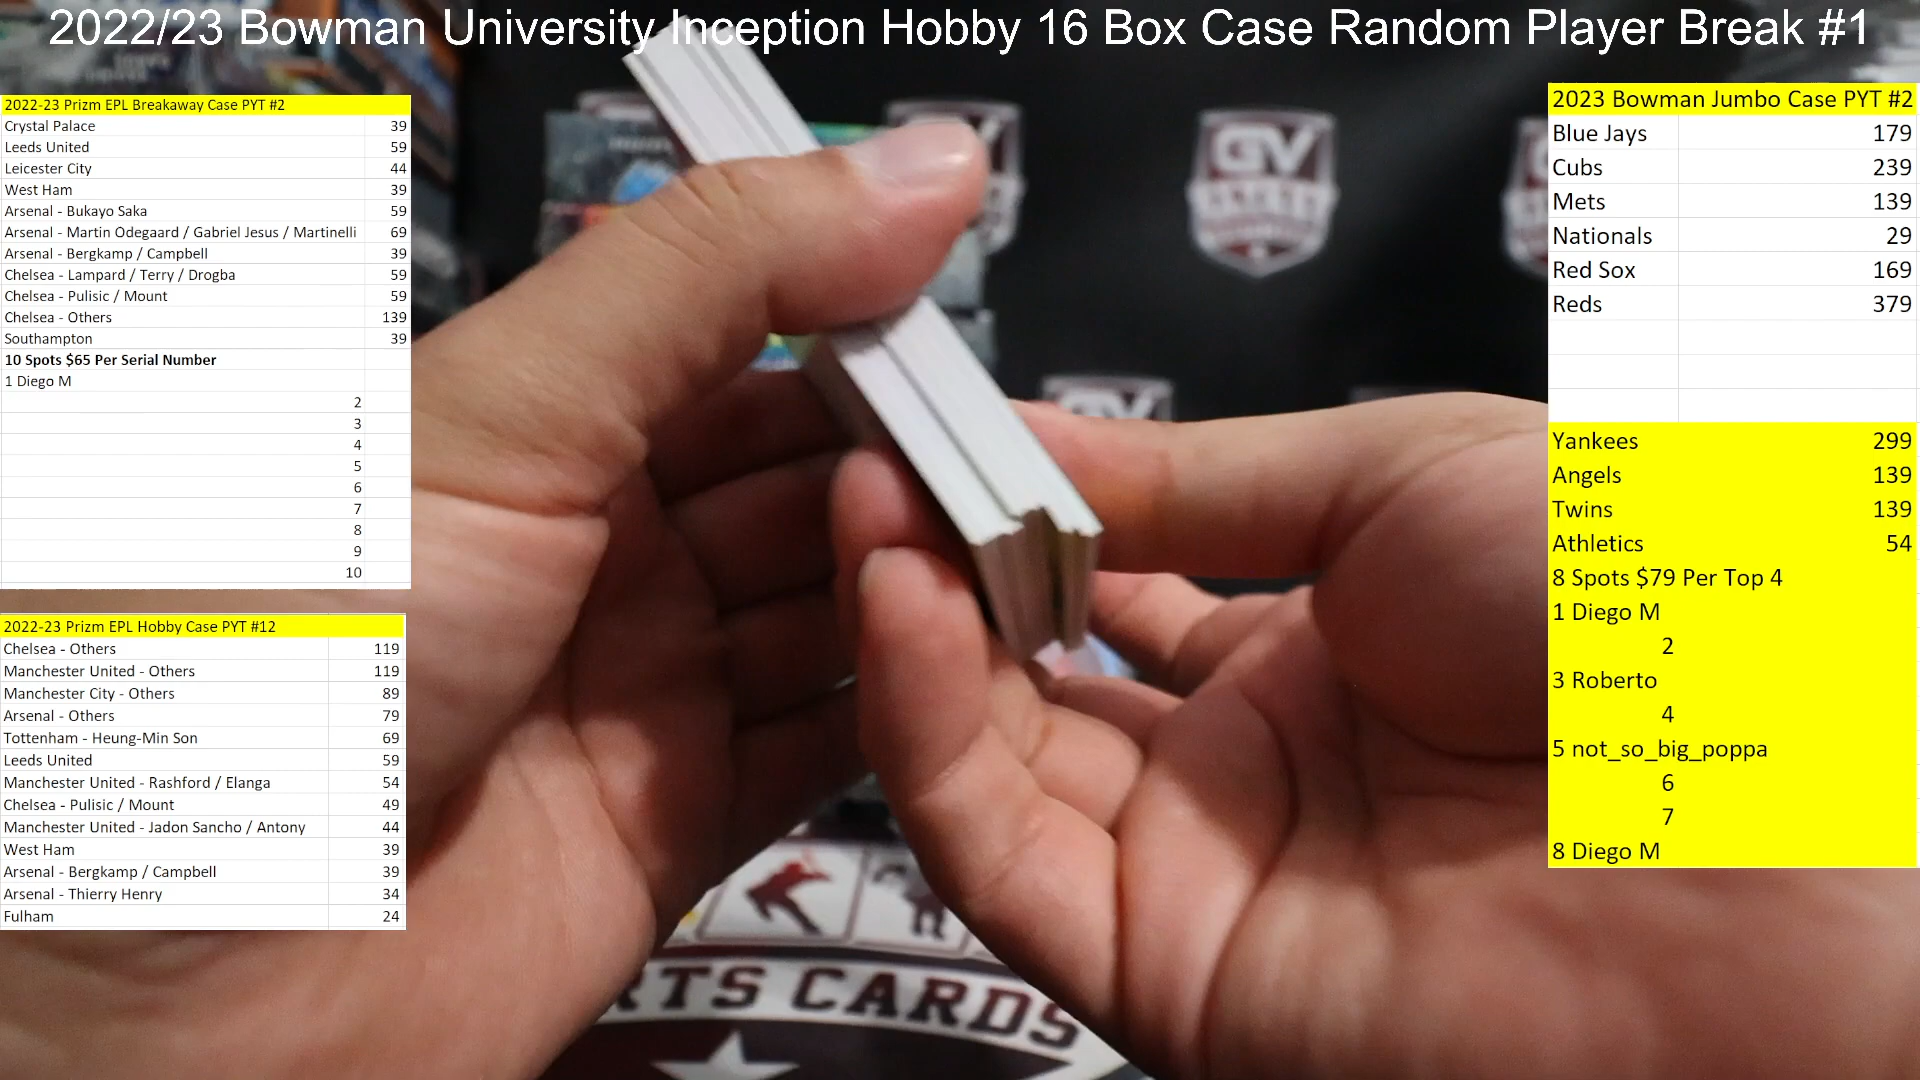 2022/23 Bowman University Inception Hobby 16 Box Case Random Player Break #1
2022-23 Prizm EPL Breakaway Case PYT #2
Crystal Palace 39
Leeds United 59
Leicester City 44
West Ham 39
Arsenal - Bukayo Saka 59
Arsenal - Martin Odegaard / Gabriel Jesus / Martinelli 69
Arsenal - Bergkamp / Campbell 39
Chelsea - Lampard / Terry / Drogba 59
Chelsea - Pulisic / Mount 59
Chelsea - Others 139
Southampton 39
10 Spots $65 Per Serial Number
1 Diego M
2
3
4
5
6
7
8
9
10
2022-23 Prizm EPL Hobby Case PYT #12
Chelsea - Others 119
Manchester United - Others 119
Manchester City - Others 89
Arsenal - Others 79
Tottenham - Heung-Min Son 69
Leeds United 59
Manchester United - Rashford / Elanga 54
Chelsea - Pulisic / Mount 49
Manchester United - Jadon Sancho / Antony 44
West Ham 39
Arsenal - Bergkamp / Campbell 39
Arsenal - Thierry Henry 34
Fulham 24
2023 Bowman Jumbo Case PYT #2
Blue Jays 179
Cubs 239
Mets 139
Nationals 29
Red Sox 169
Reds 379
Yankees 299
Angels 139
Twins 139
Athletics 54
8 Spots $79 Per Top 4
1 Diego M
2
3 Roberto
4
5 not_so_big_poppa
6
7
8 Diego M
GV
GV
RTS CARDS